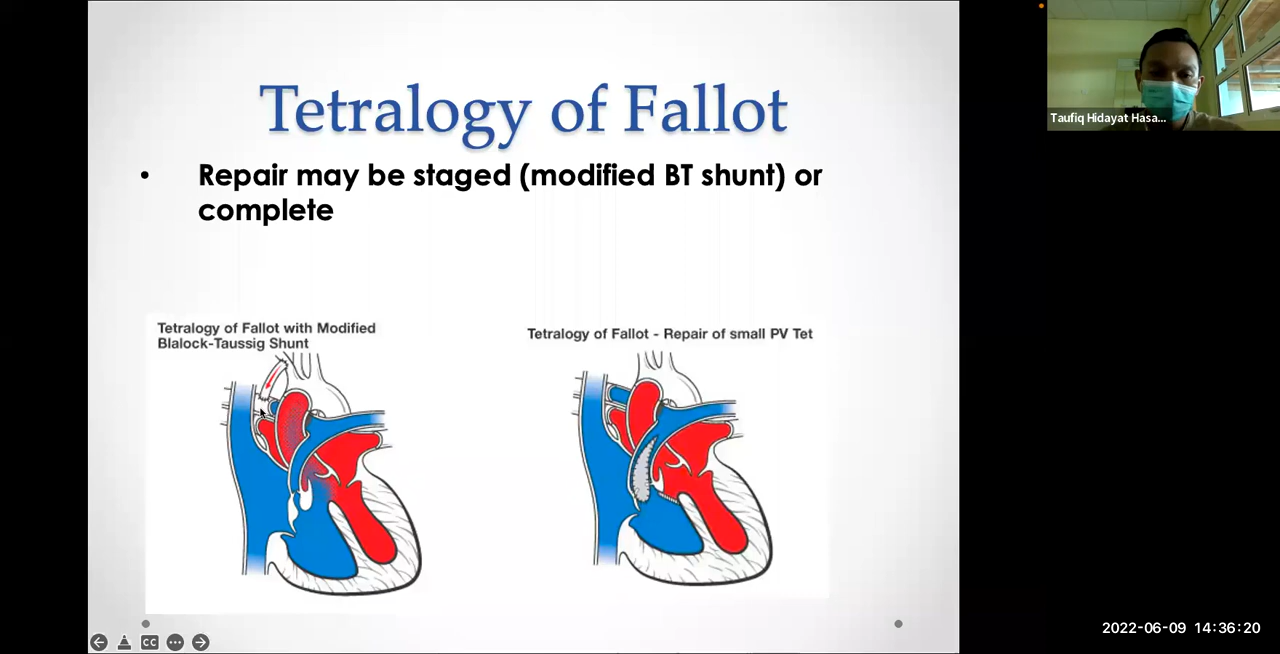 Tetralogy of Fallot
• Repair may be staged (modified BT shunt) or
complete
Tetralogy of Fallot with Modified
Blalock-Taussig Shunt
Tetralogy of Fallot - Repair of small PV Tet
Taufiq Hidayat Hasa...
CC
2022-06-09 14:36:20